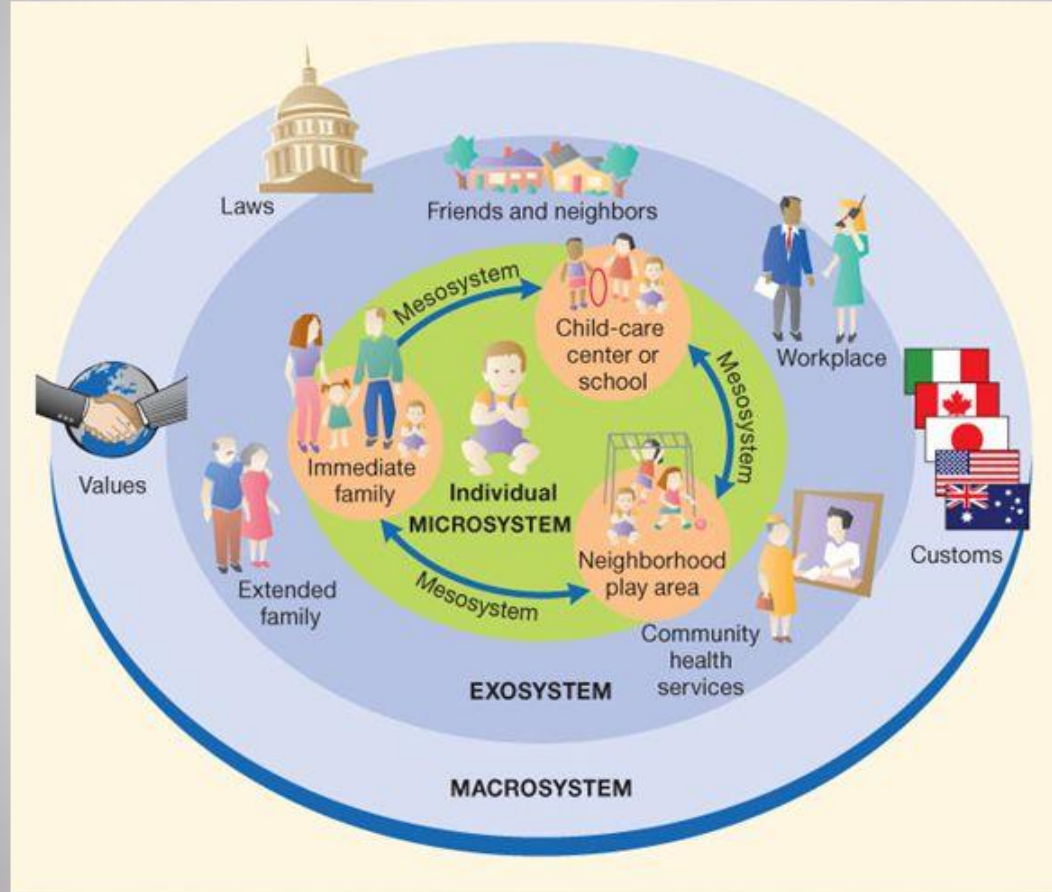 Laws
Friends and neighbors
Mesosystem
Child-care
center or
school
Workplace
Mesosystem
Values
Immediate
family
Individual
MICROSYSTEM
Customs
Neighborhood
play area
Mesosystem
Extended
family
Community
health
services
EXOSYSTEM
MACROSYSTEM